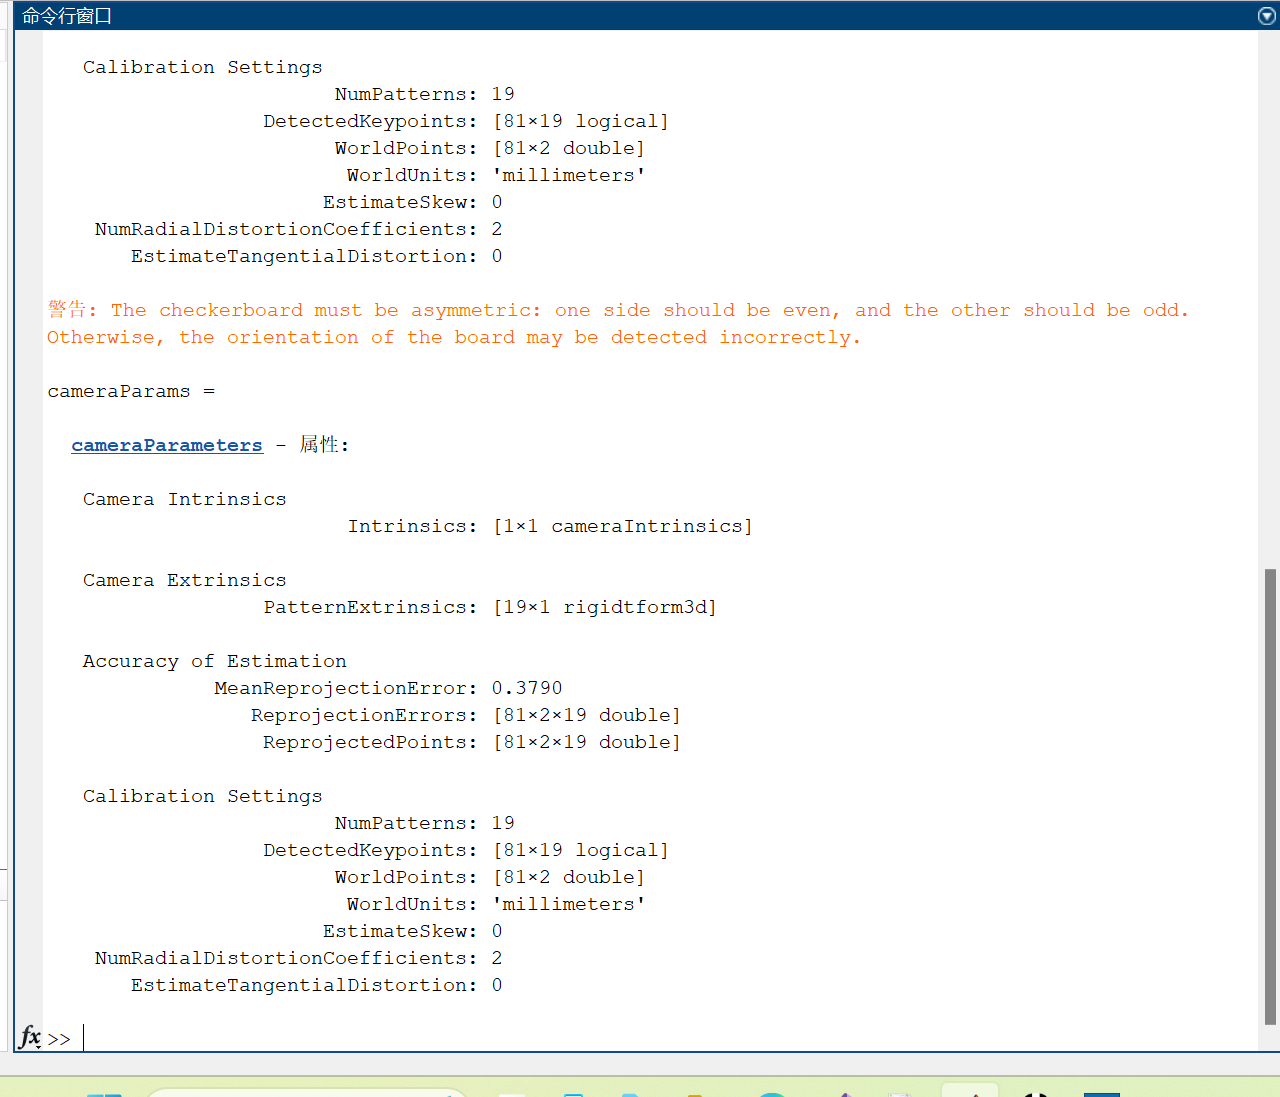 命令行窗口
Calibration Settings
NumPatterns: 19
DetectedKeypoints: [81×19 logical]
WorldPoints: [81×2 double]
WorldUnits: 'millimeters'
EstimateSkew: 0
NumRadialDistortionCoefficients: 2
EstimateTangentialDistortion: 0
警告: The checkerboard must be asymmetric: one side should be even, and the other should be odd.
Otherwise, the orientation of the board may be detected incorrectly.
cameraParams =
cameraParameters - 属性:
Camera Intrinsics
Intrinsics: [1×1 cameraIntrinsics]
Camera Extrinsics
PatternExtrinsics: [19×1 rigidtform3d]
Accuracy of Estimation
MeanReprojectionError: 0.3790
ReprojectionErrors: [81×2×19 double]
ReprojectedPoints: [81×2×19 double]
Calibration Settings
NumPatterns: 19
DetectedKeypoints: [81×19 logical]
WorldPoints: [81×2 double]
WorldUnits: 'millimeters'
EstimateSkew: 0
NumRadialDistortionCoefficients: 2
EstimateTangentialDistortion: 0
fx >>